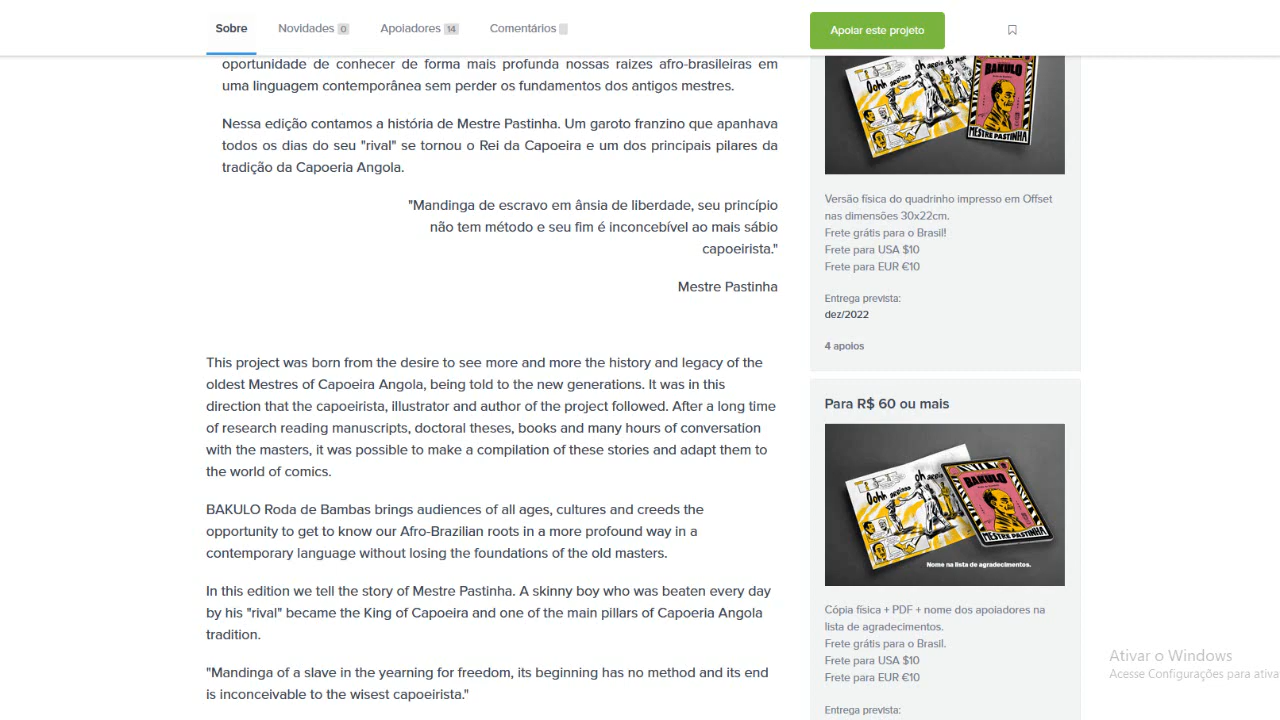 Sobre
Novidades 0
Apoiadores 14
Comentários
Apoiar este projeto
oportunidade de conhecer de forma mais profunda nossas raízes afro-brasileiras em
uma linguagem contemporânea sem perder os fundamentos dos antigos mestres.
Nessa edição contamos a história de Mestre Pastinha. Um garoto franzino que apanhava
todos os dias do seu "rival" se tornou o Rei da Capoeira e um dos principais pilares da
tradição da Capoeria Angola.
"Mandinga de escravo em ânsia de liberdade, seu princípio
não tem método e seu fim é inconcebível ao mais sábio
capoeirista."
Mestre Pastinha
This project was born from the desire to see more and more the history and legacy of the
oldest Mestres of Capoeira Angola, being told to the new generations. It was in this
direction that the capoeirista, illustrator and author of the project followed. After a long time
of research reading manuscripts, doctoral theses, books and many hours of conversation
with the masters, it was possible to make a compilation of these stories and adapt them to
the world of comics.
BAKULO Roda de Bambas brings audiences of all ages, cultures and creeds the
opportunity to get to know our Afro-Brazilian roots in a more profound way in a
contemporary language without losing the foundations of the old masters.
In this edition we tell the story of Mestre Pastinha. A skinny boy who was beaten every day
by his "rival" became the King of Capoeira and one of the main pillars of Capoeria Angola
tradition.
"Mandinga of a slave in the yearning for freedom, its beginning has no method and its end
is inconceivable to the wisest capoeirista."
BAKULO
MESTRE PASTINHA
Versão física do quadrinho impresso em Offset
nas dimensões 30x22cm.
Frete grátis para o Brasil!
Frete para USA $10
Frete para EUR €10
Entrega prevista:
dez/2022
4 apoios
Para R$ 60 ou mais
BAKULO
MESTRE PASTINHA
Nome na lista de agradecimentos.
Cópia física + PDF + nome dos apoiadores na
lista de agradecimentos.
Frete grátis para o Brasil.
Frete para USA $10
Frete para EUR €10
Entrega prevista:
Ativar o Windows
Acesse Configurações para ativa